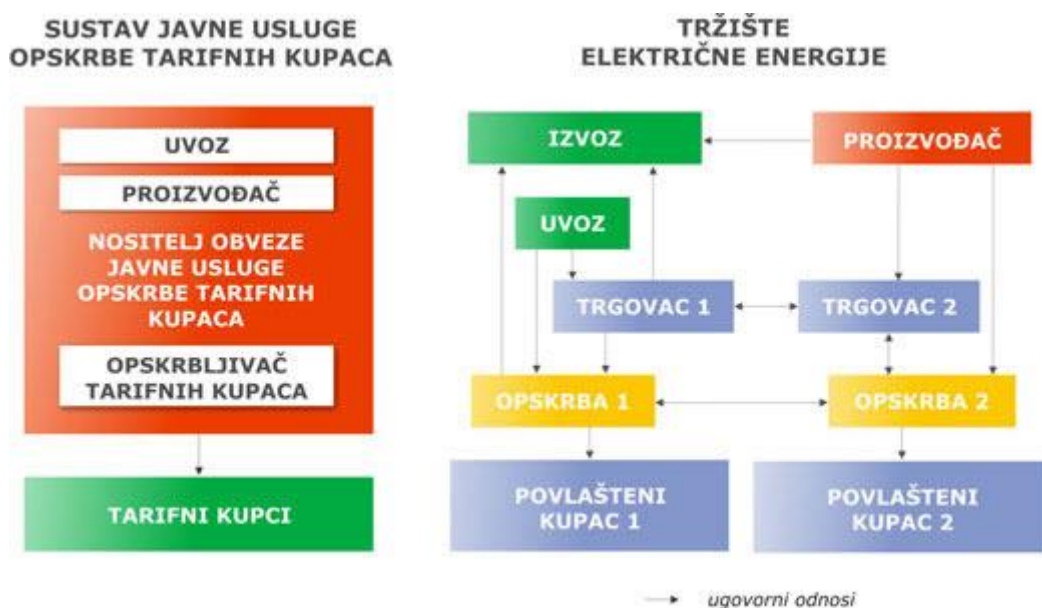 SUSTAV JAVNE USLUGE
OPSKRBE TARIFNIH KUPACA
UVOZ
PROIZVOĐAČ
NOSITELJ OBVEZE
JAVNE USLUGE
OPSKRBE TARIFNIH
KUPACA
OPSKRBLJIVAČ
TARIFNIH KUPACA
TARIFNI KUPCI
TRŽIŠTE
ELEKTRIČNE ENERGIJE
IZVOZ
PROIZVOĐAČ
UVOZ
TRGOVAC 1
TRGOVAC 2
OPSKRBA 1
OPSKRBA 2
POVLAŠTENI
KUPAC 1
POVLAŠTENI
KUPAC 2
ugovorni odnosi